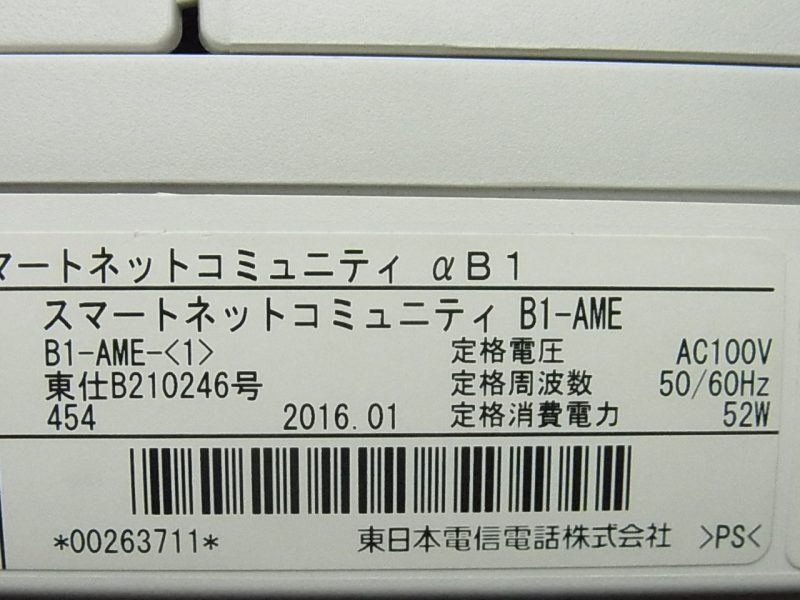 マートネットコミュニティ αB1
スマートネットコミュニティ B1-AME
B1-AME-<1> 定格電圧 AC100V
東仕B210246号 定格周波数 50/60Hz
454 2016.01 定格消費電力 52W
*00263711* 東日本電信電話株式会社 >PS<